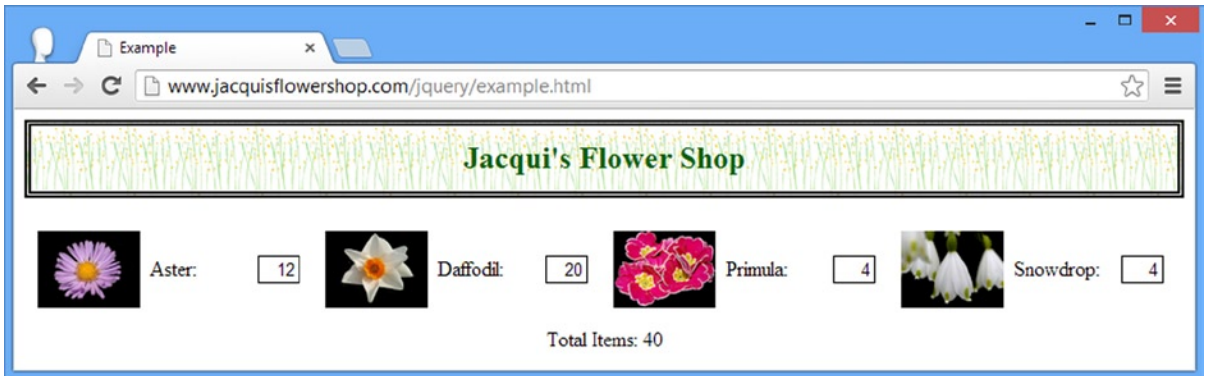 Example
www.jacquisflowershop.com/jquery/example.html
Jacqui's Flower Shop
Aster: 12 Daffodil: 20 Primula: 4 Snowdrop: 4
Total Items: 40